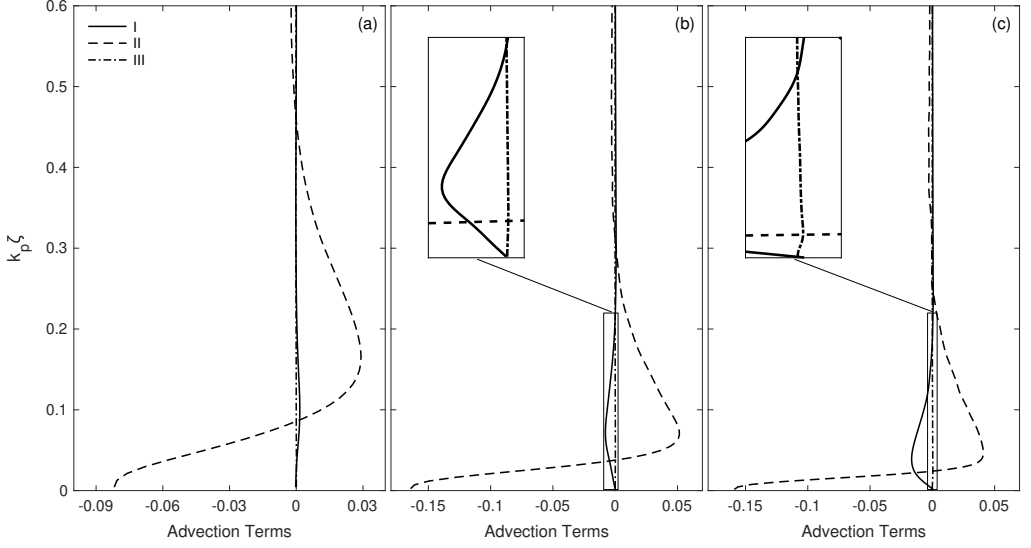 (a) (b) (c)
I
II
III
0.6
0.5
0.4
0.3
0.2
0.1
0
k_p ζ
-0.09 -0.06 -0.03 0 0.03 -0.15 -0.1 -0.05 0 0.05 -0.15 -0.1 -0.05 0 0.05
Advection Terms Advection Terms Advection Terms